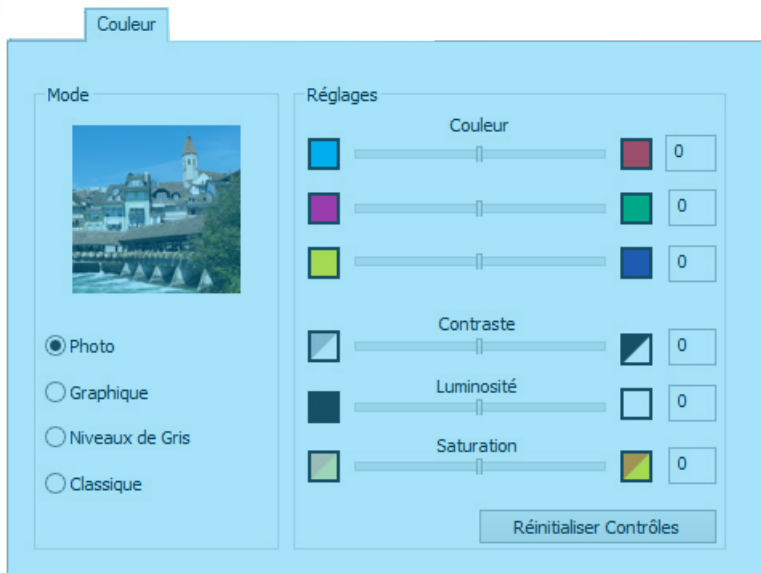 Couleur
Mode
Photo
Graphique
Niveaux de Gris
Classique
Réglages
Couleur
0
0
0
Contraste
0
Luminosité
0
Saturation
0
Réinitialiser Contrôles